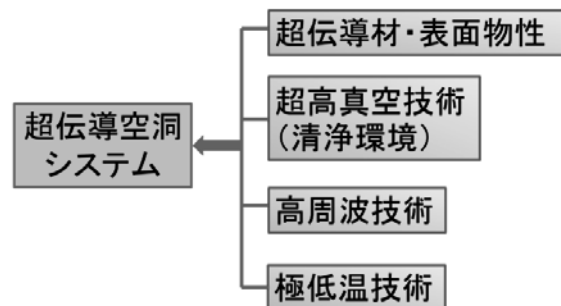 超伝導空洞
システム
超伝導材・表面物性
超高真空技術
（清浄環境）
高周波技術
極低温技術